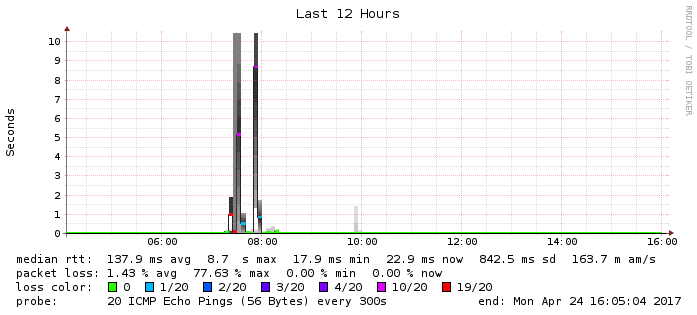 Last 12 Hours
RRDTOOL / TOBI OETIKER
Seconds
10
9
8
7
6
5
4
3
2
1
0
06:00 08:00 10:00 12:00 14:00 16:00
median rtt: 137.9 ms avg 8.7 s max 17.9 ms min 22.9 ms now 842.5 ms sd 163.7 m am/s
packet loss: 1.43 % avg 77.63 % max 0.00 % min 0.00 % now
loss color: 0 1/20 2/20 3/20 4/20 10/20 19/20
probe: 20 ICMP Echo Pings (56 Bytes) every 300s end: Mon Apr 24 16:05:04 2017